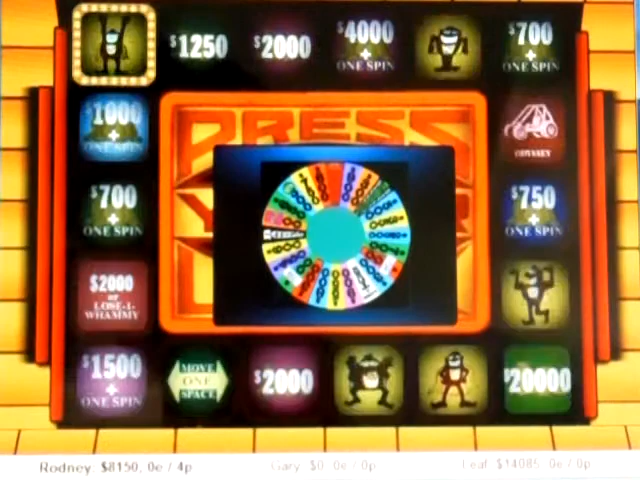 $1250
$2000
$4000
+
ONE SPIN
$700
+
ONE SPIN
$1000
+
ONE SPIN
PRESS
ODYSSEY
$700
+
ONE SPIN
$750
+
ONE SPIN
$2000
or
LOSE-1-
WHAMMY
$1500
+
ONE SPIN
MOVE
ONE
SPACE
$2000
$20000
Rodney: $8150, 0e / 4p
Gary: $0, 0e / 0p
Leaf: $14085, 0e / 0p